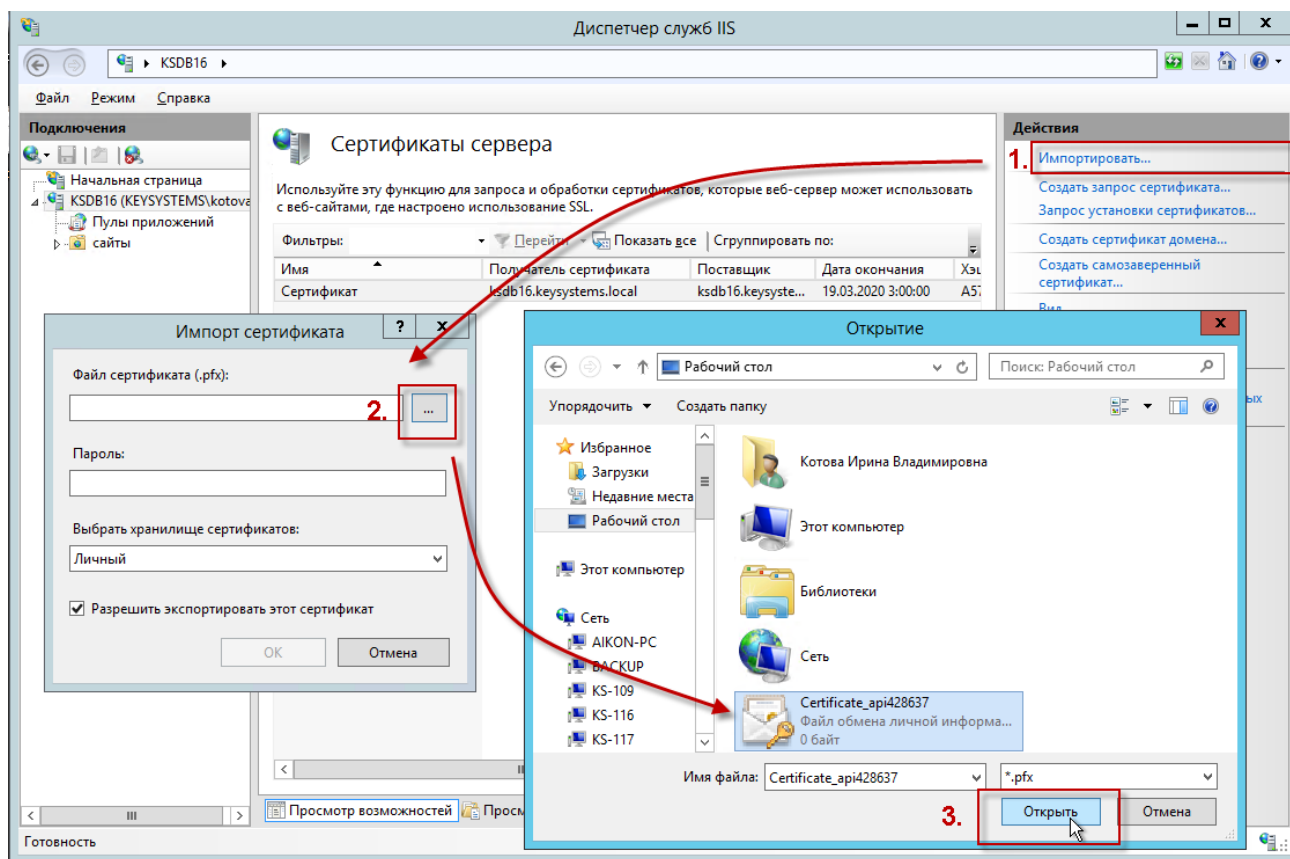 Диспетчер служб IIS
KSDB16
Файл Режим Справка
Подключения
Начальная страница
KSDB16 (KEYSYSTEMS\kotova
Пулы приложений
сайты
Сертификаты сервера
Используйте эту функцию для запроса и обработки сертификатов, которые веб-сервер может использовать
с веб-сайтами, где настроено использование SSL.
Фильтры: Перейти Показать все Сгруппировать по:
Имя Получатель сертификата Поставщик Дата окончания Хэш
Сертификат ksdb16.keysystems.local ksdb16.keysyste... 19.03.2020 3:00:00 A57
Действия
1. Импортировать...
Создать запрос сертификата...
Запрос установки сертификатов...
Создать сертификат домена...
Создать самозаверенный
сертификат...
Вид
ых
Импорт сертификата ? x
Файл сертификата (.pfx):
2. ...
Пароль:
Выбрать хранилище сертификатов:
Личный
Разрешить экспортировать этот сертификат
OK Отмена
Открытие x
Рабочий стол
Поиск: Рабочий стол
Упорядочить Создать папку
Избранное
Загрузки
Недавние места
Рабочий стол
Этот компьютер
Сеть
AIKON-PC
BACKUP
KS-109
KS-116
KS-117
Котова Ирина Владимировна
Этот компьютер
Библиотеки
Сеть
Certificate_api428637
Файл обмена личной информа...
0 байт
Имя файла: Certificate_api428637 *.pfx
3. Открыть Отмена
Просмотр возможностей Просм
Готовность